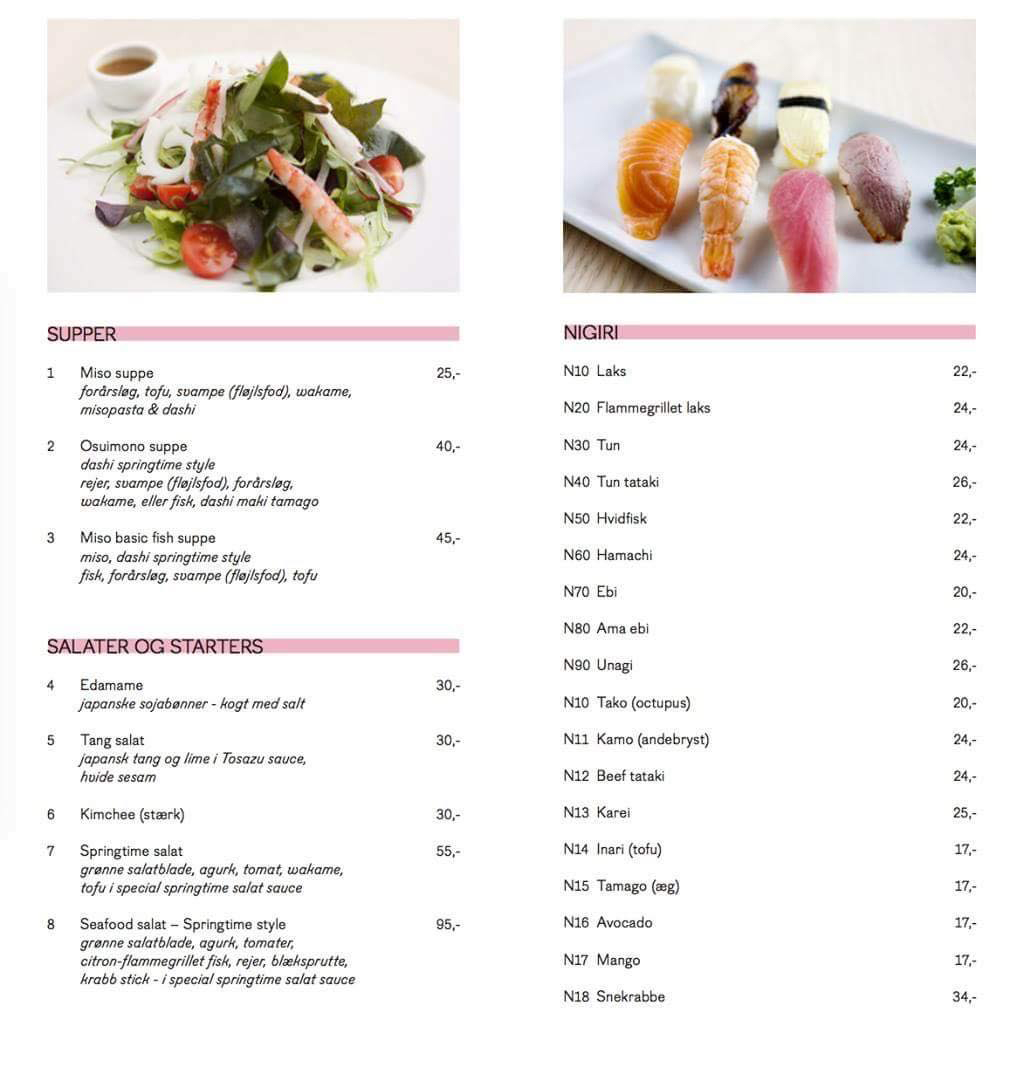 SUPPER
1 Miso suppe 25,-
forårsløg, tofu, svampe (fløjlsfod), wakame,
misopasta & dashi
2 Osuimono suppe 40,-
dashi springtime style
rejer, svampe (fløjlsfod), forårsløg,
wakame, eller fisk, dashi maki tamago
3 Miso basic fish suppe 45,-
miso, dashi springtime style
fisk, forårsløg, svampe (fløjlsfod), tofu
SALATER OG STARTERS
4 Edamame 30,-
japanske sojabønner - kogt med salt
5 Tang salat 30,-
japansk tang og lime i Tosazu sauce,
hvide sesam
6 Kimchee (stærk) 30,-
7 Springtime salat 55,-
grønne salatblade, agurk, tomat, wakame,
tofu i special springtime salat sauce
8 Seafood salat – Springtime style 95,-
grønne salatblade, agurk, tomater,
citron-flammegrillet fisk, rejer, blæksprutte,
krabb stick - i special springtime salat sauce
NIGIRI
N10 Laks 22,-
N20 Flammegrillet laks 24,-
N30 Tun 24,-
N40 Tun tataki 26,-
N50 Hvidfisk 22,-
N60 Hamachi 24,-
N70 Ebi 20,-
N80 Ama ebi 22,-
N90 Unagi 26,-
N10 Tako (octupus) 20,-
N11 Kamo (andebryst) 24,-
N12 Beef tataki 24,-
N13 Karei 25,-
N14 Inari (tofu) 17,-
N15 Tamago (æg) 17,-
N16 Avocado 17,-
N17 Mango 17,-
N18 Snekrabbe 34,-